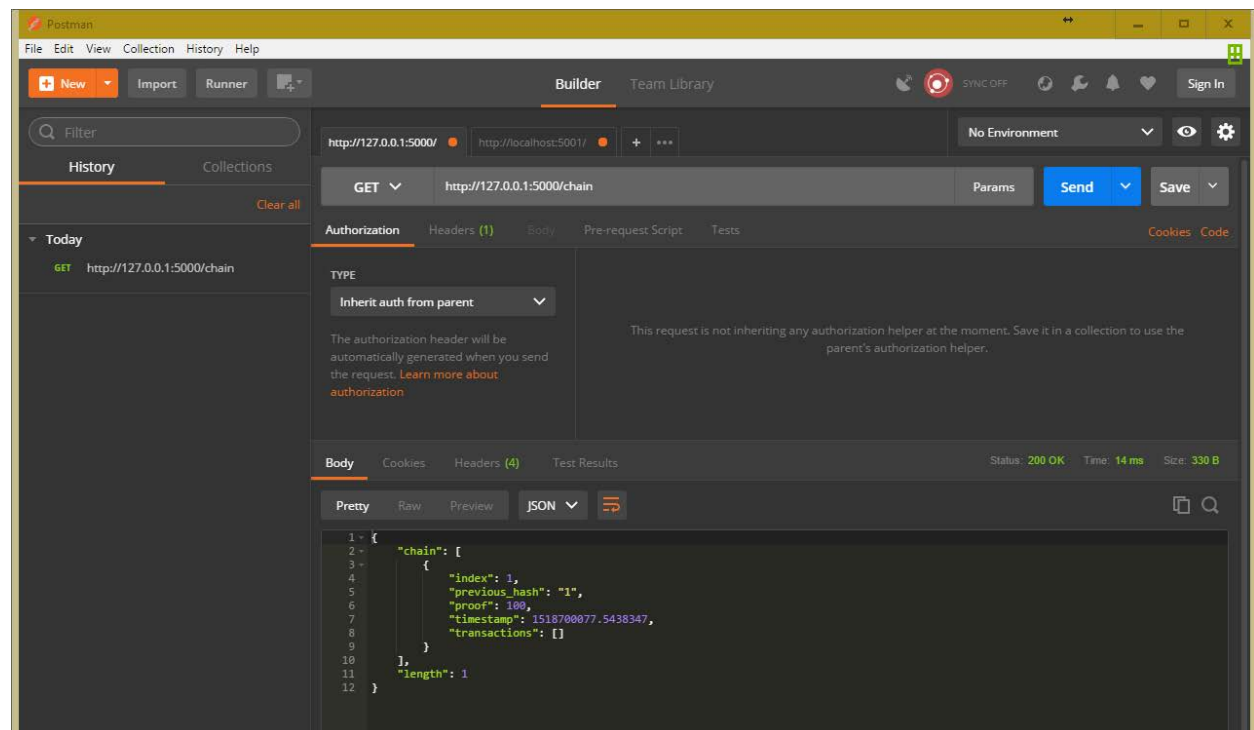 Postman
File Edit View Collection History Help
New Import Runner Builder Team Library SYNC OFF Sign In
Filter
History Collections
Clear all
Today
GET http://127.0.0.1:5000/chain
http://127.0.0.1:5000/ http://localhost:5001/ + ••• No Environment
GET http://127.0.0.1:5000/chain Params Send Save
Authorization Headers (1) Body Pre-request Script Tests Cookies Code
TYPE
Inherit auth from parent
The authorization header will be
automatically generated when you send
the request. Learn more about
authorization
This request is not inheriting any authorization helper at the moment. Save it in a collection to use the
parent's authorization helper.
Body Cookies Headers (4) Test Results Status: 200 OK Time: 14 ms Size: 330 B
Pretty Raw Preview JSON
1 {
2 "chain": [
3 {
4 "index": 1,
5 "previous_hash": "1",
6 "proof": 100,
7 "timestamp": 1518700077.5438347,
8 "transactions": []
9 }
10 ],
11 "length": 1
12 }